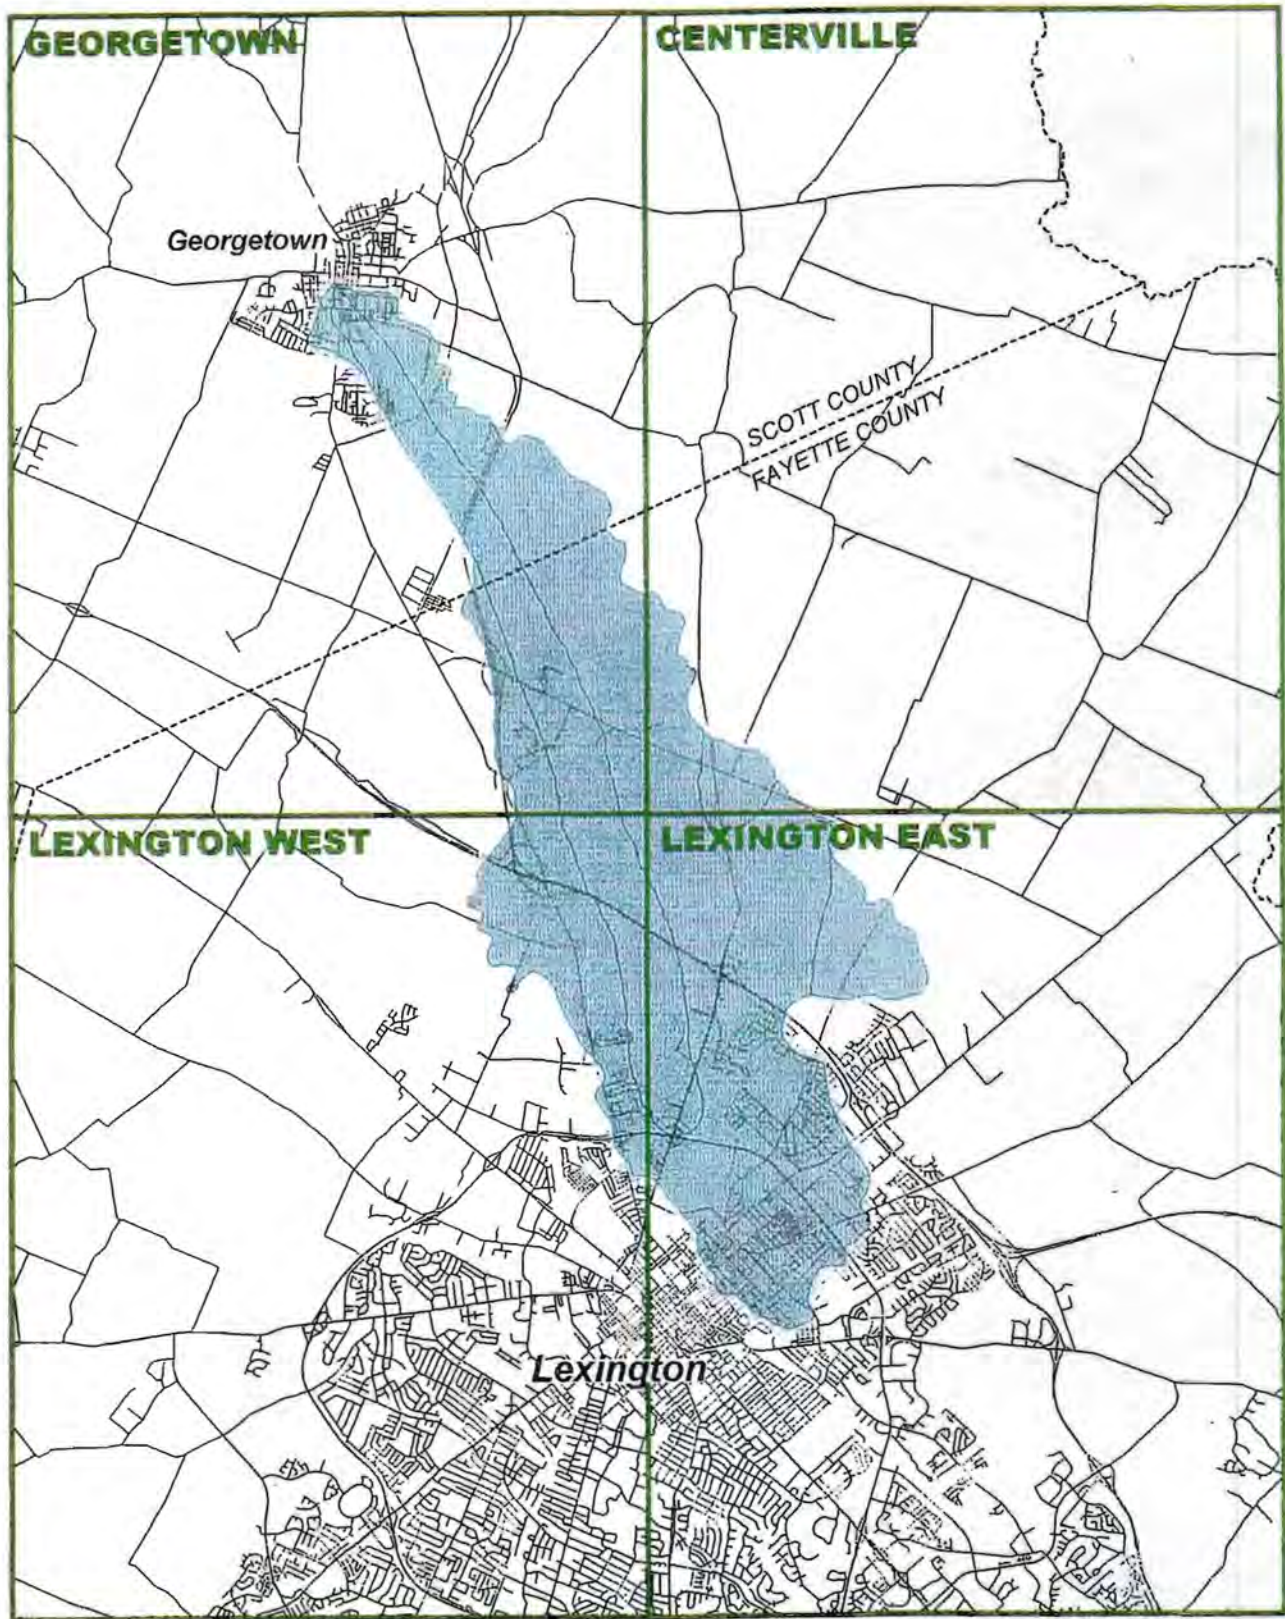 GEORGETOWN
CENTERVILLE
Georgetown
SCOTT COUNTY
FAYETTE COUNTY
LEXINGTON WEST
LEXINGTON EAST
Lexington